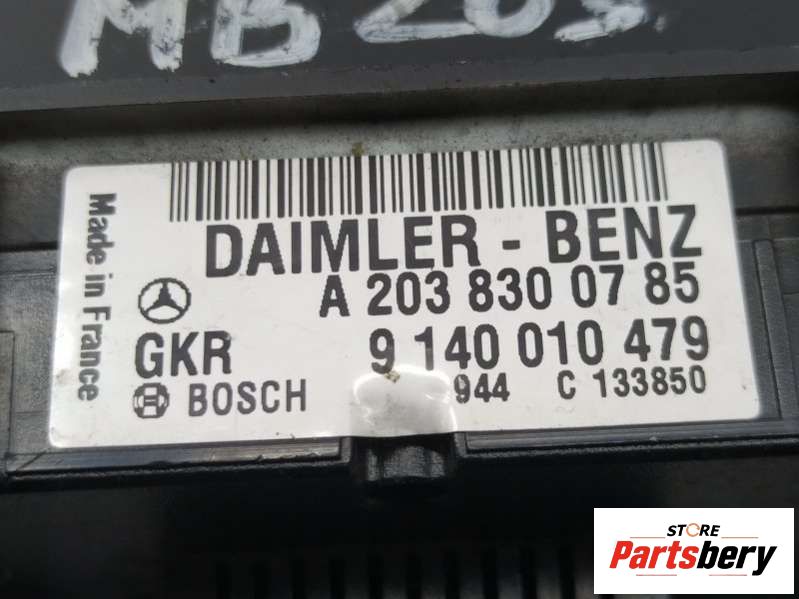 MB 203
DAIMLER - BENZ
A 203 830 07 85
GKR 9 140 010 479
BOSCH 944 C 133850
Made in France
STORE
Partsbery